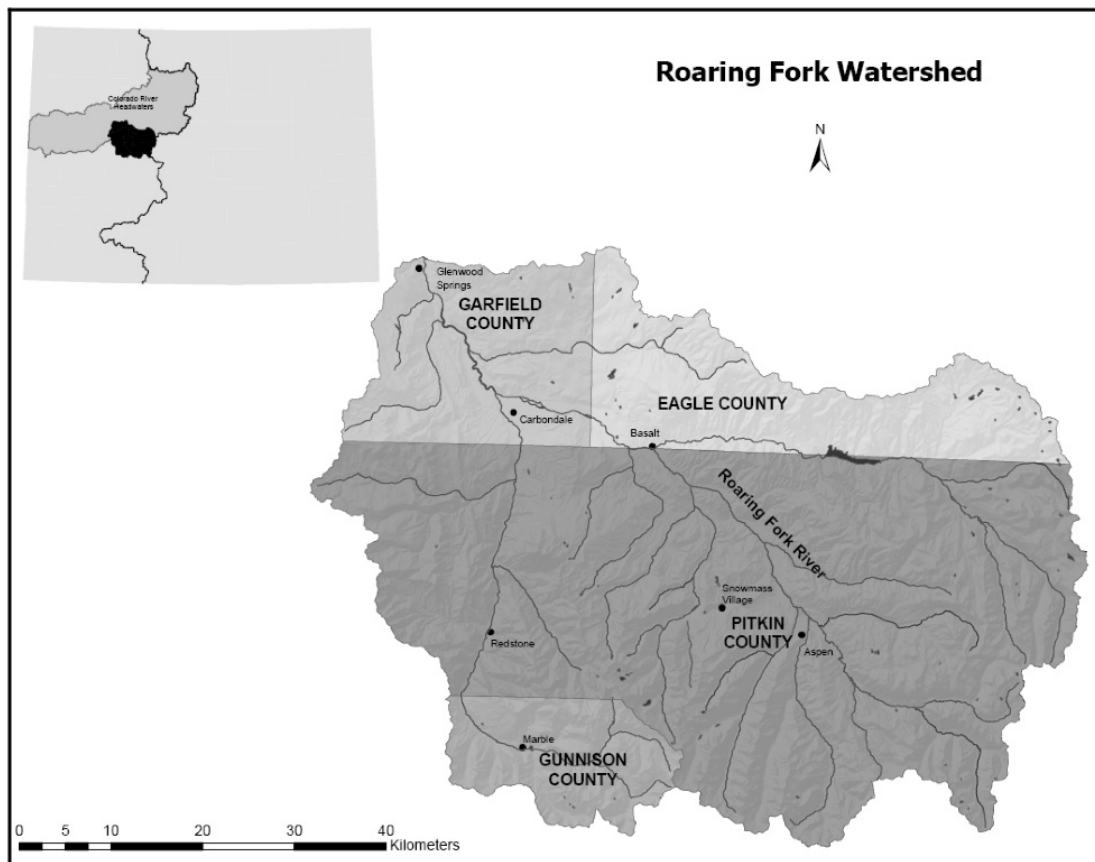 Roaring Fork Watershed
Colorado River
Headwaters
N
Glenwood
Springs
GARFIELD
COUNTY
EAGLE COUNTY
Carbondale
Basalt
Roaring Fork River
Snowmass
Village
PITKIN
COUNTY
Redstone
Aspen
Marble
GUNNISON
COUNTY
0 5 10 20 30 40
Kilometers